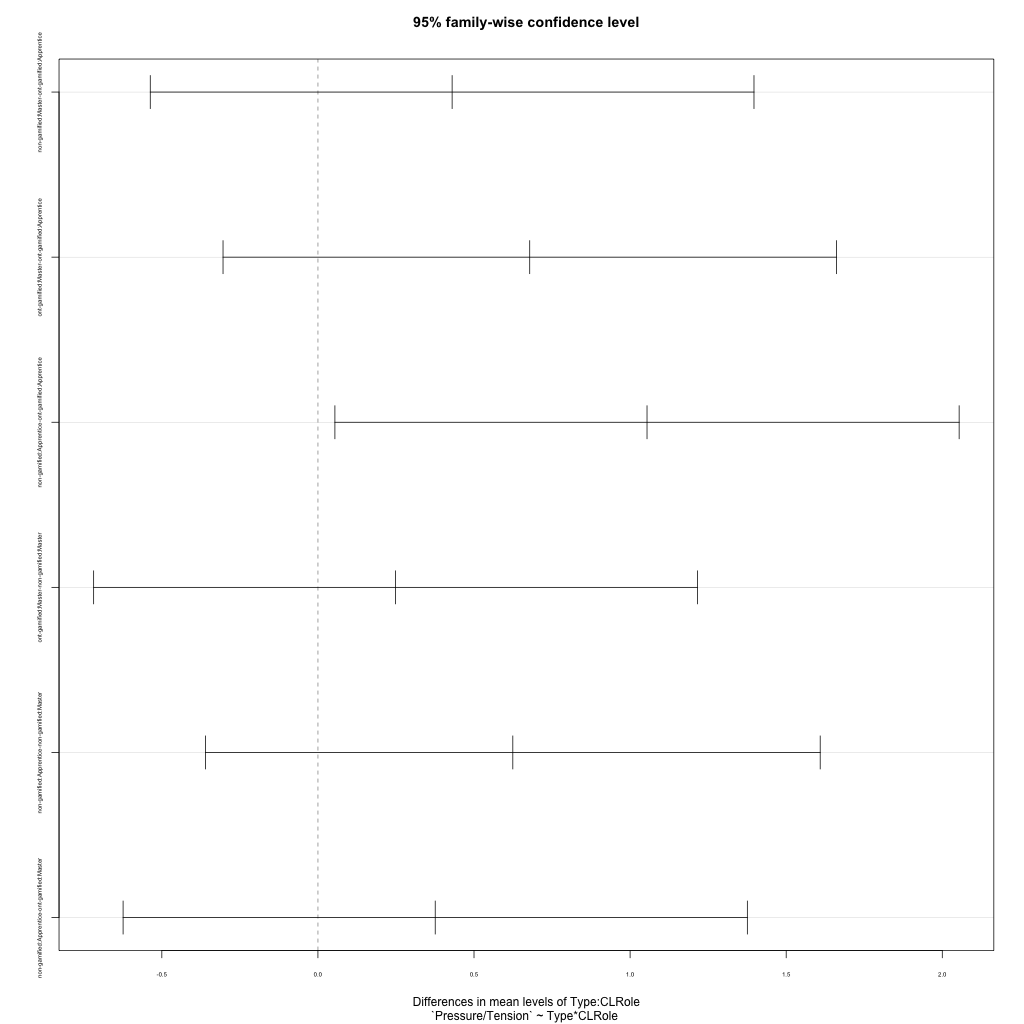 95% family-wise confidence level
non-gamified:Master-ont-gamified:Apprentice
ont-gamified:Master-ont-gamified:Apprentice
non-gamified:Apprentice-ont-gamified:Apprentice
ont-gamified:Master-non-gamified:Master
non-gamified:Apprentice-non-gamified:Master
non-gamified:Apprentice-ont-gamified:Master
-0.5 0.0 0.5 1.0 1.5 2.0
Differences in mean levels of Type:CLRole
`Pressure/Tension` ~ Type*CLRole